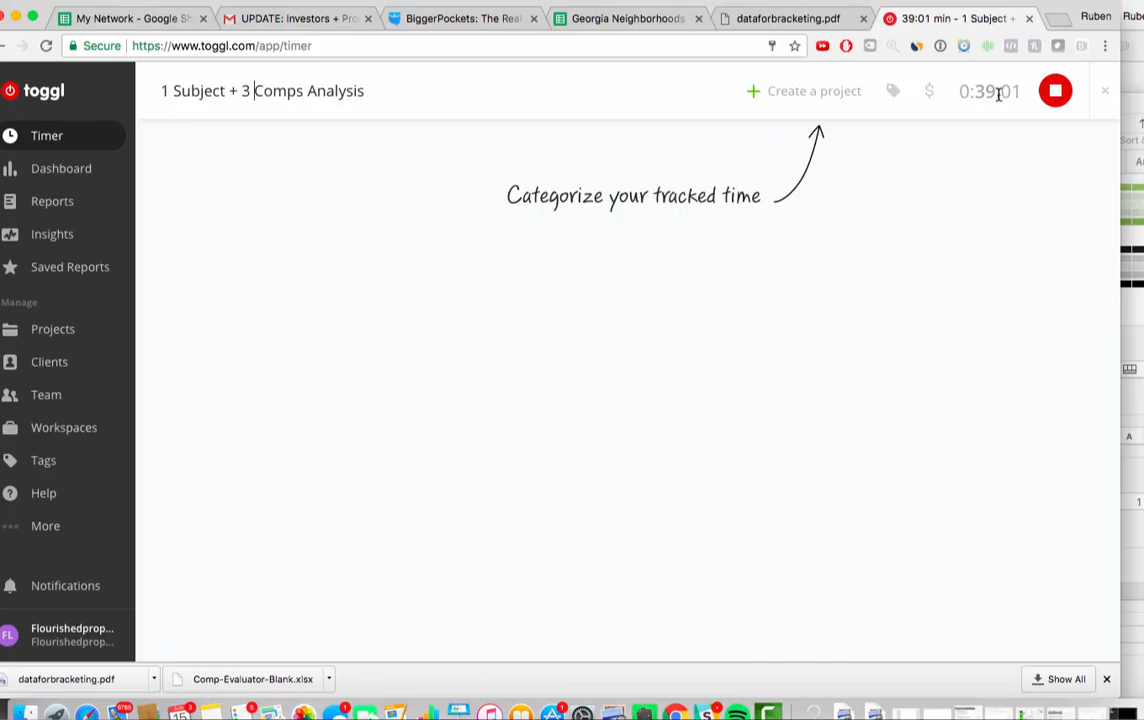 My Network - Google Sh
UPDATE: Investors + Pro
BiggerPockets: The Real
Georgia Neighborhoods
dataforbracketing.pdf
39:01 min - 1 Subject +
Ruben
Rube
Secure
https://www.toggl.com/app/timer
toggl
1 Subject + 3 Comps Analysis
+ Create a project
$
0:39:01
Timer
Dashboard
Categorize your tracked time
Reports
Insights
Saved Reports
Manage
Projects
Clients
Team
Workspaces
Tags
Help
More
Notifications
FL
Flourishedprop...
Flourishedprop...
dataforbracketing.pdf
Comp-Evaluator-Blank.xlsx
Show All